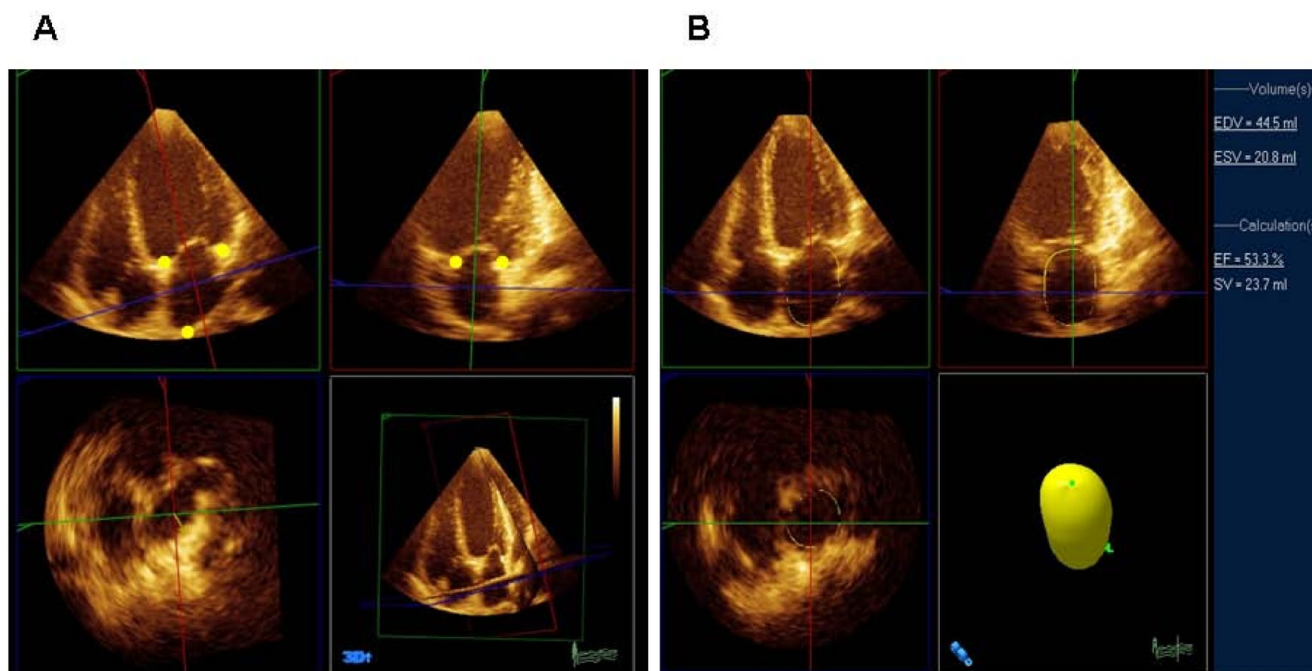 A
B
Volume(s)
EDV = 44.5 ml
ESV = 20.8 ml
Calculation(s
EF = 53.3 %
SV = 23.7 ml
3D